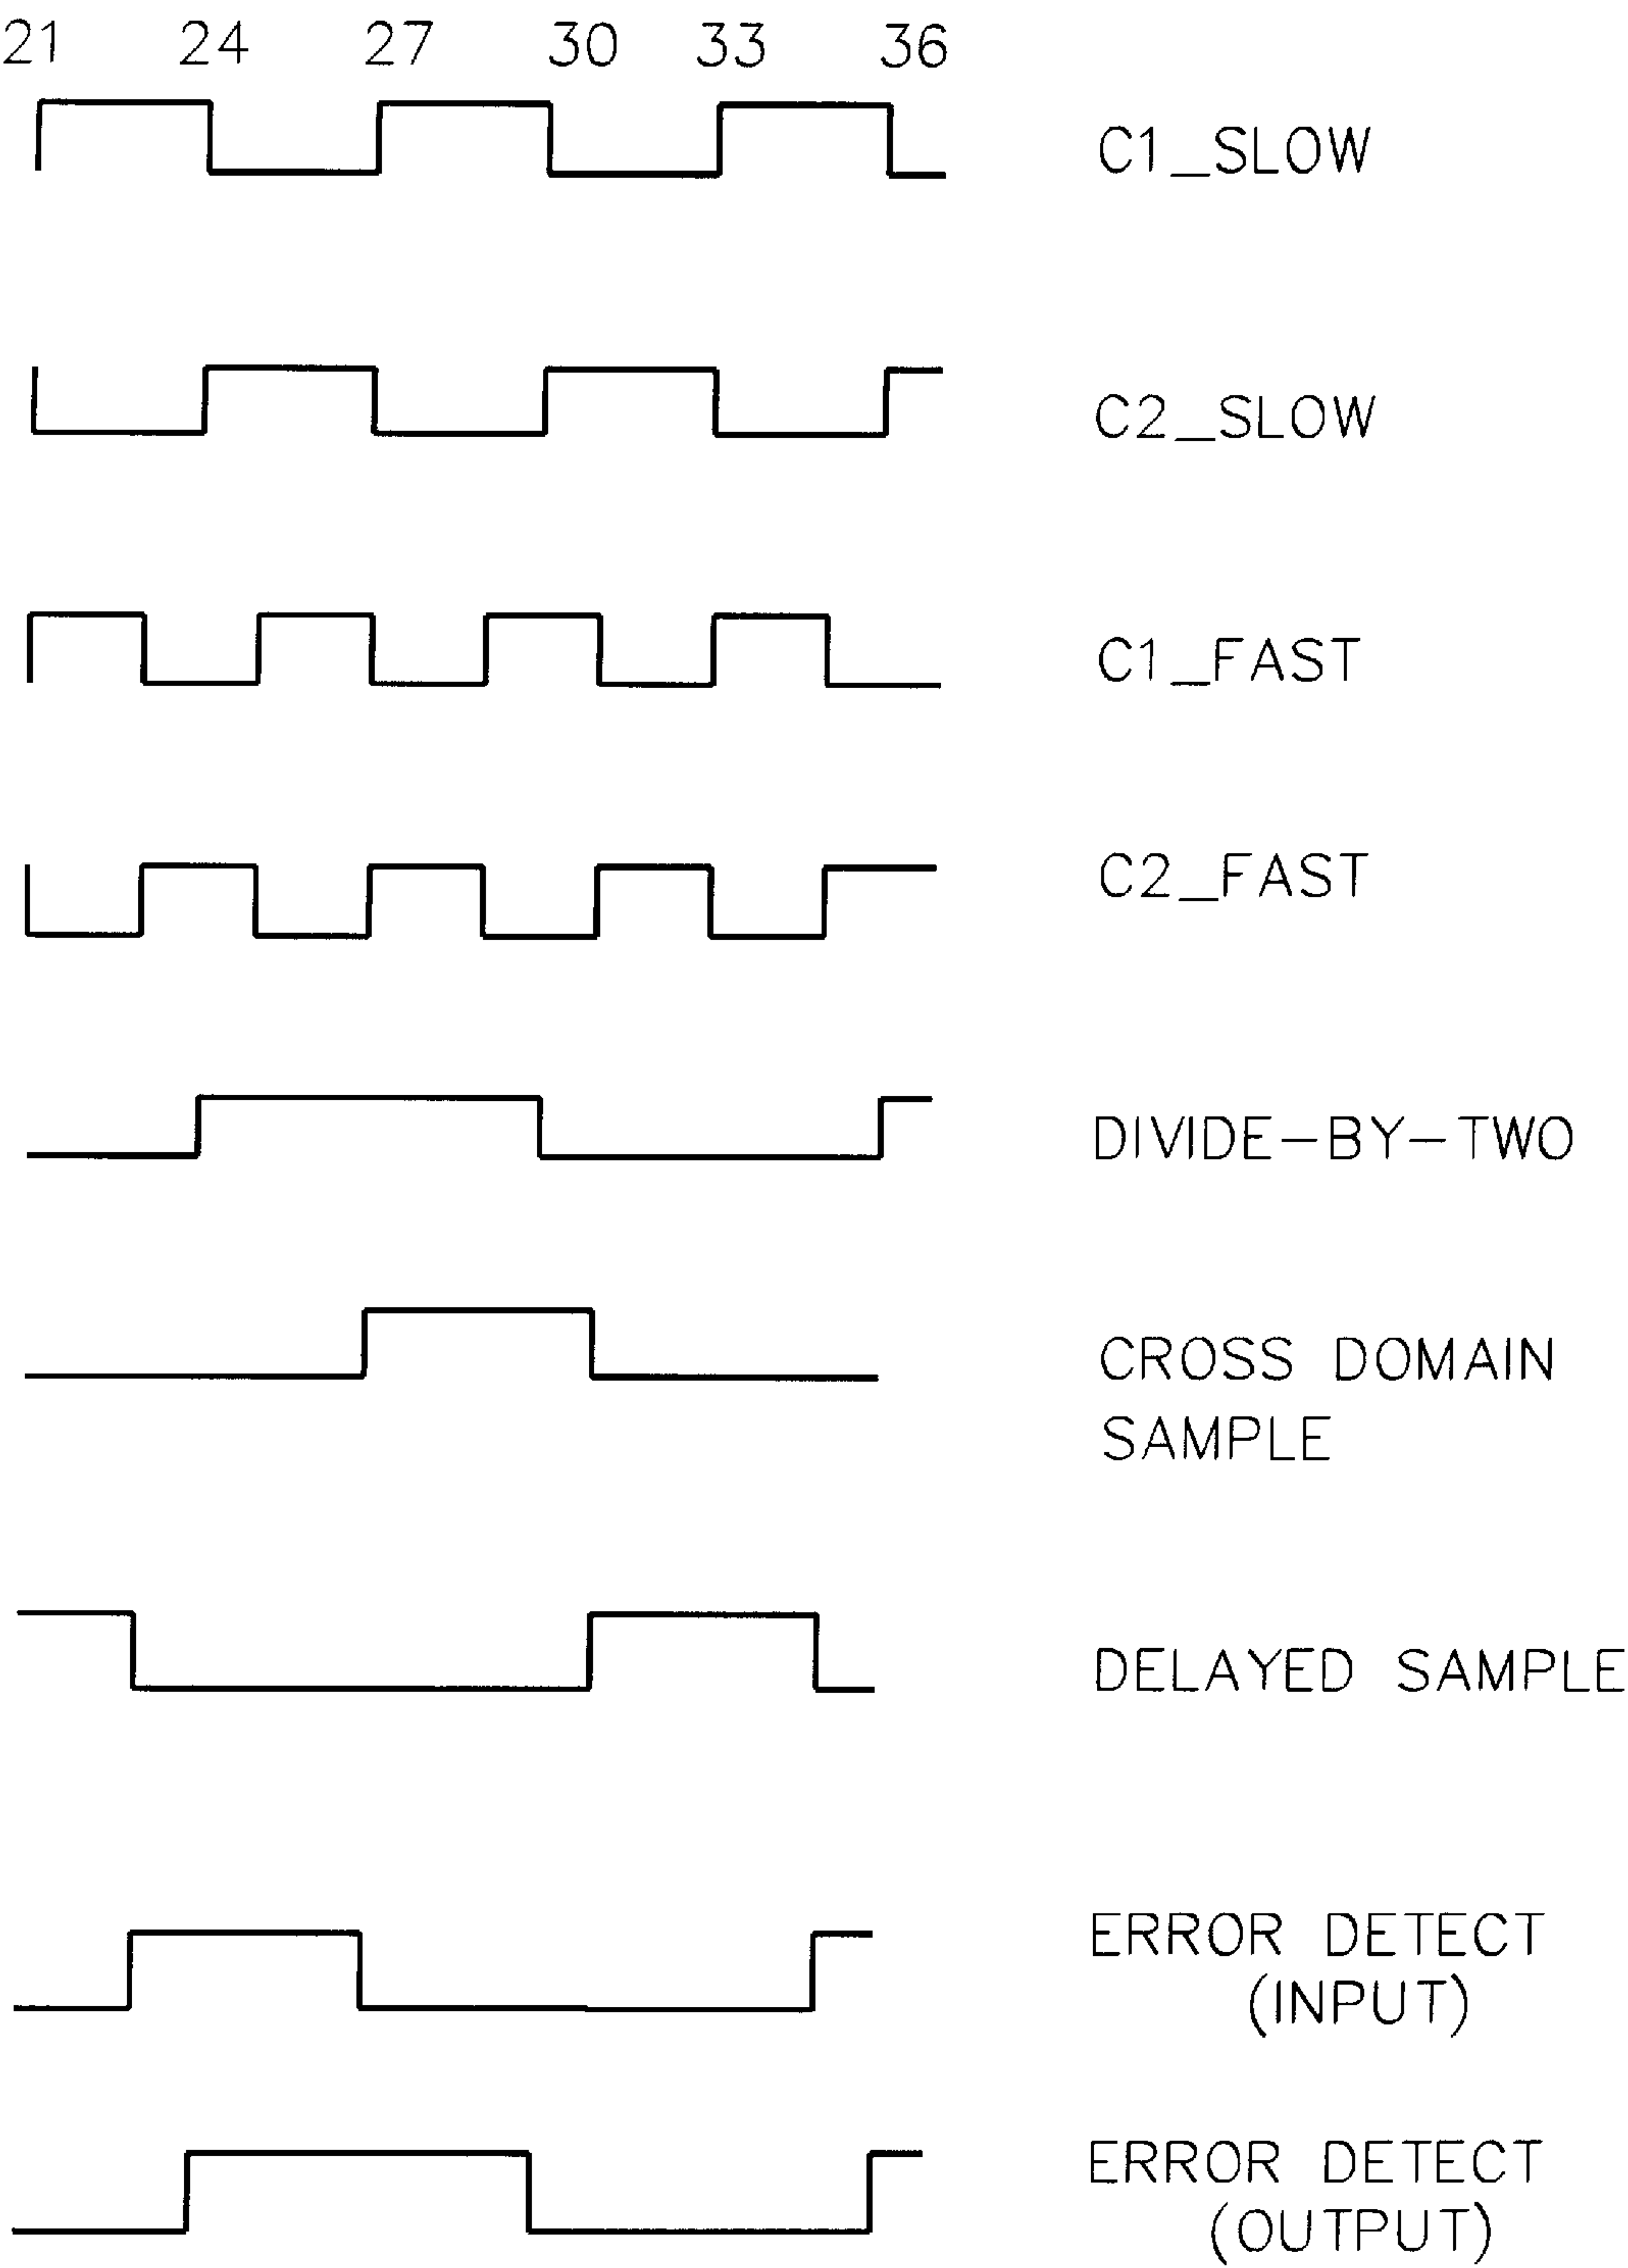 21 24 27 30 33 36
C1_SLOW
C2_SLOW
C1_FAST
C2_FAST
DIVIDE-BY-TWO
CROSS DOMAIN
SAMPLE
DELAYED SAMPLE
ERROR DETECT
(INPUT)
ERROR DETECT
(OUTPUT)